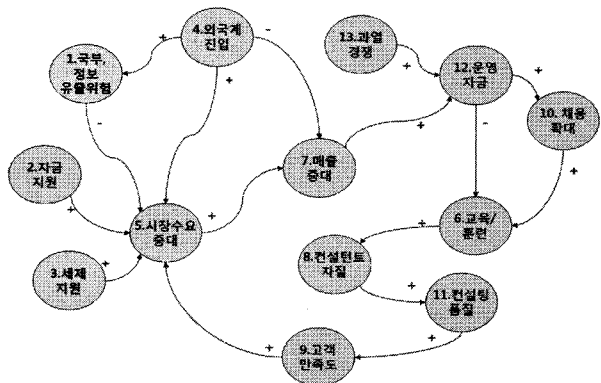 4.외국계
진입
1.국부,
정보
유출위험
13.과열
경쟁
12.운영
자금
10. 채용
확대
2.자금
지원
7.매출
증대
5.시장수요
증대
6.교육/
훈련
3.세제
지원
8.컨설턴트
자질
11.컨설팅
품질
9.고객
만족도
+
-
+
-
+
+
+
+
+
+
-
+
+
+
+
+
+